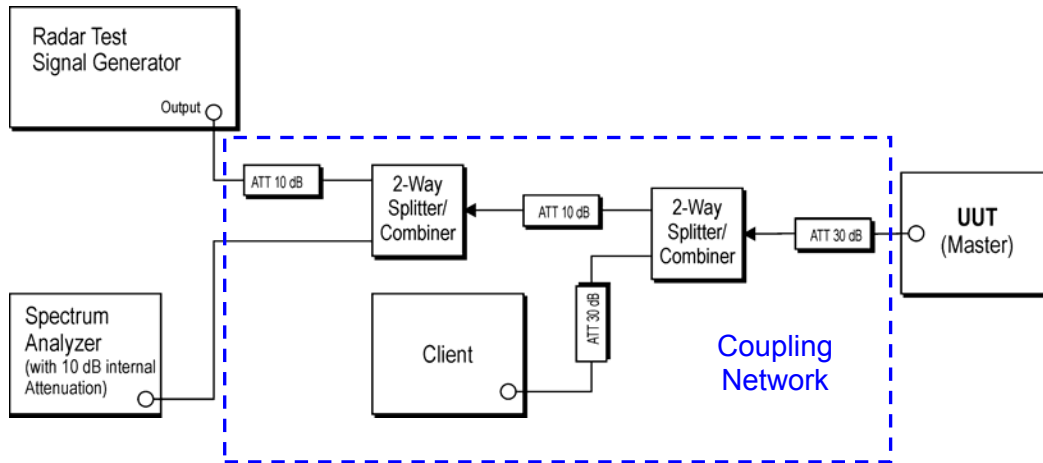 Radar Test
Signal Generator
Output
ATT 10 dB
2-Way
Splitter/
Combiner
ATT 10 dB
2-Way
Splitter/
Combiner
ATT 30 dB
UUT
(Master)
Spectrum
Analyzer
(with 10 dB internal
Attenuation)
Client
ATT 30 dB
Coupling
Network